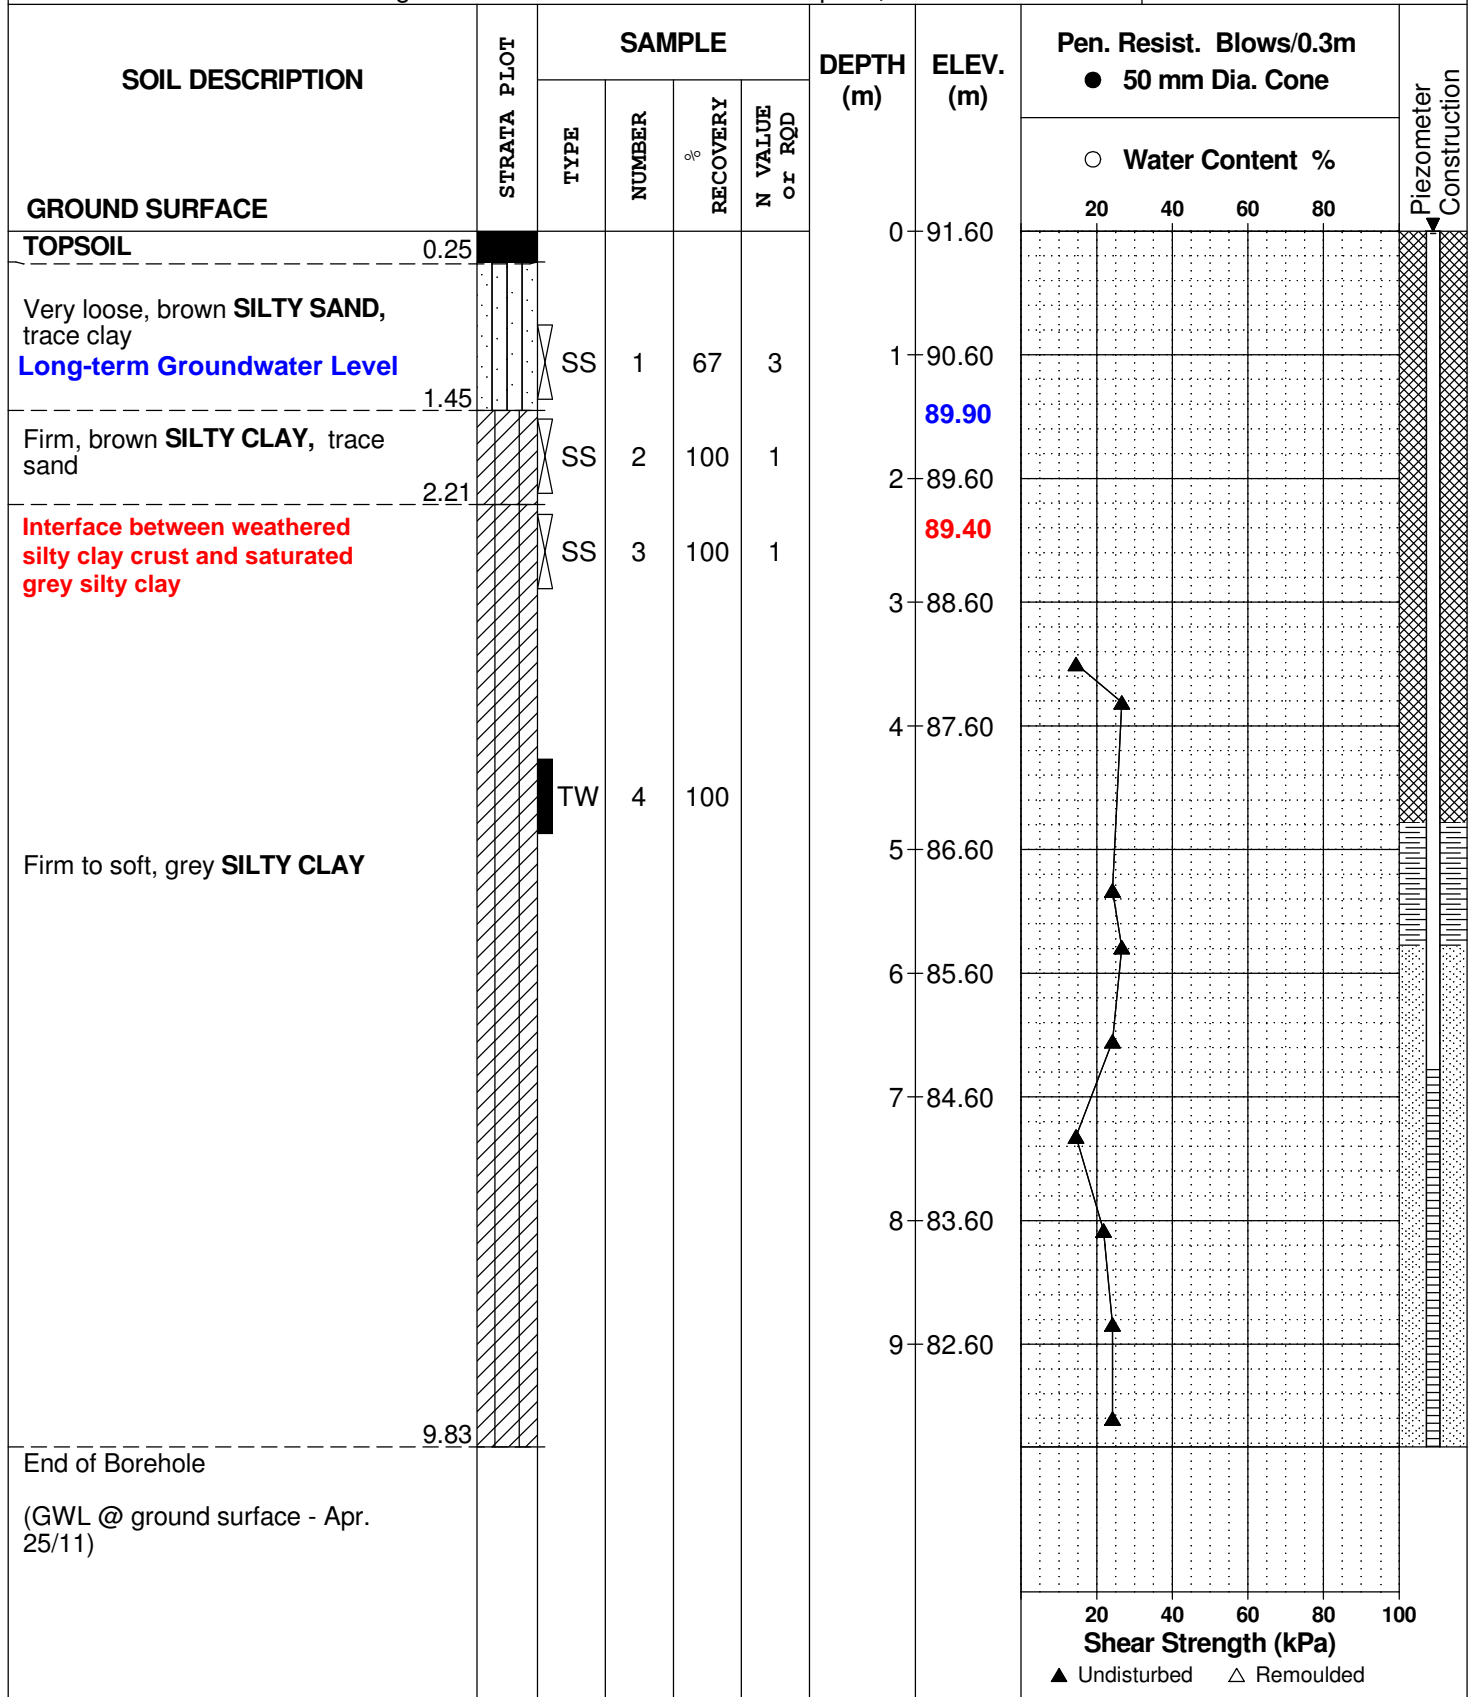 SOIL DESCRIPTION
GROUND SURFACE
STRATA PLOT
SAMPLE
TYPE
NUMBER
%
RECOVERY
N VALUE
or RQD
DEPTH
(m)
ELEV.
(m)
Pen. Resist. Blows/0.3m
● 50 mm Dia. Cone
○ Water Content %
20 40 60 80
Piezometer
Construction
TOPSOIL 0.25
0 91.60
Very loose, brown SILTY SAND,
trace clay
Long-term Groundwater Level
1.45
SS 1 67 3
1 90.60
89.90
Firm, brown SILTY CLAY, trace
sand
2.21
SS 2 100 1
2 89.60
Interface between weathered
silty clay crust and saturated
grey silty clay
SS 3 100 1
89.40
3 88.60
4 87.60
TW 4 100
5 86.60
Firm to soft, grey SILTY CLAY
6 85.60
7 84.60
8 83.60
9 82.60
9.83
End of Borehole
(GWL @ ground surface - Apr.
25/11)
20 40 60 80 100
Shear Strength (kPa)
▲ Undisturbed △ Remoulded